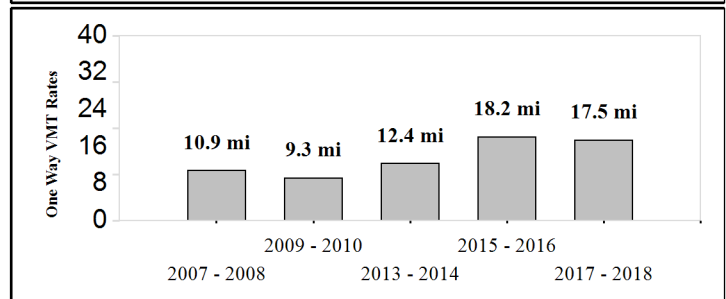 One Way VMT Rates
40
32
24
16
8
0
10.9 mi
9.3 mi
12.4 mi
18.2 mi
17.5 mi
2009 - 2010
2015 - 2016
2007 - 2008
2013 - 2014
2017 - 2018